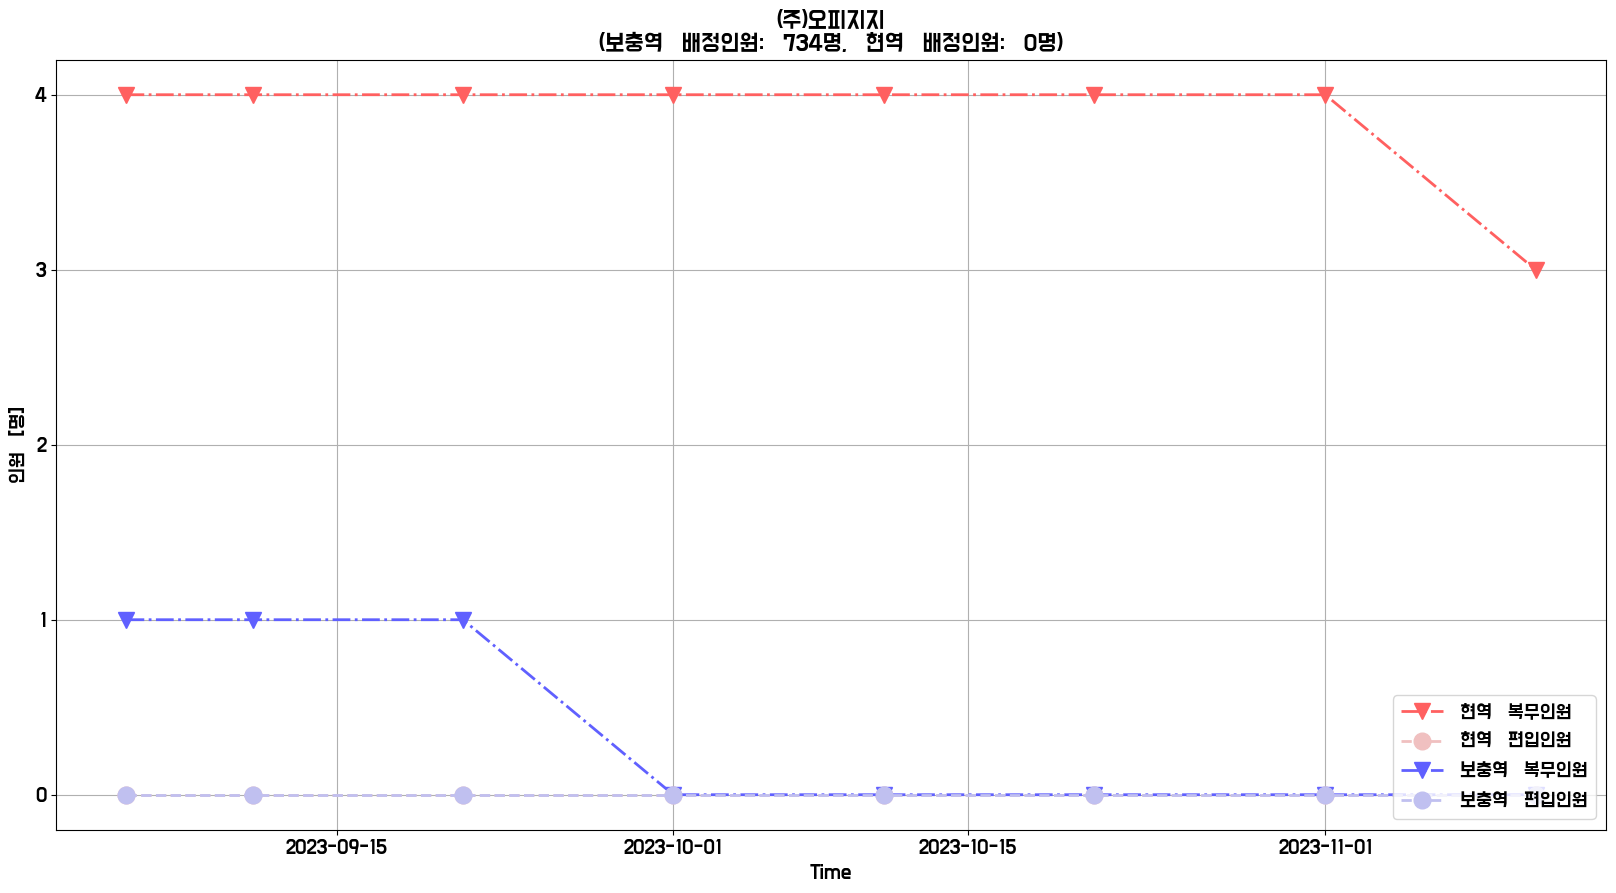 (주)오피지지
(보충역 배정인원: 734명, 현역 배정인원: 0명)
인원 [명]
4
3
2
1
0
현역 복무인원
현역 편입인원
보충역 복무인원
보충역 편입인원
2023-09-15
2023-10-01
2023-10-15
2023-11-01
Time